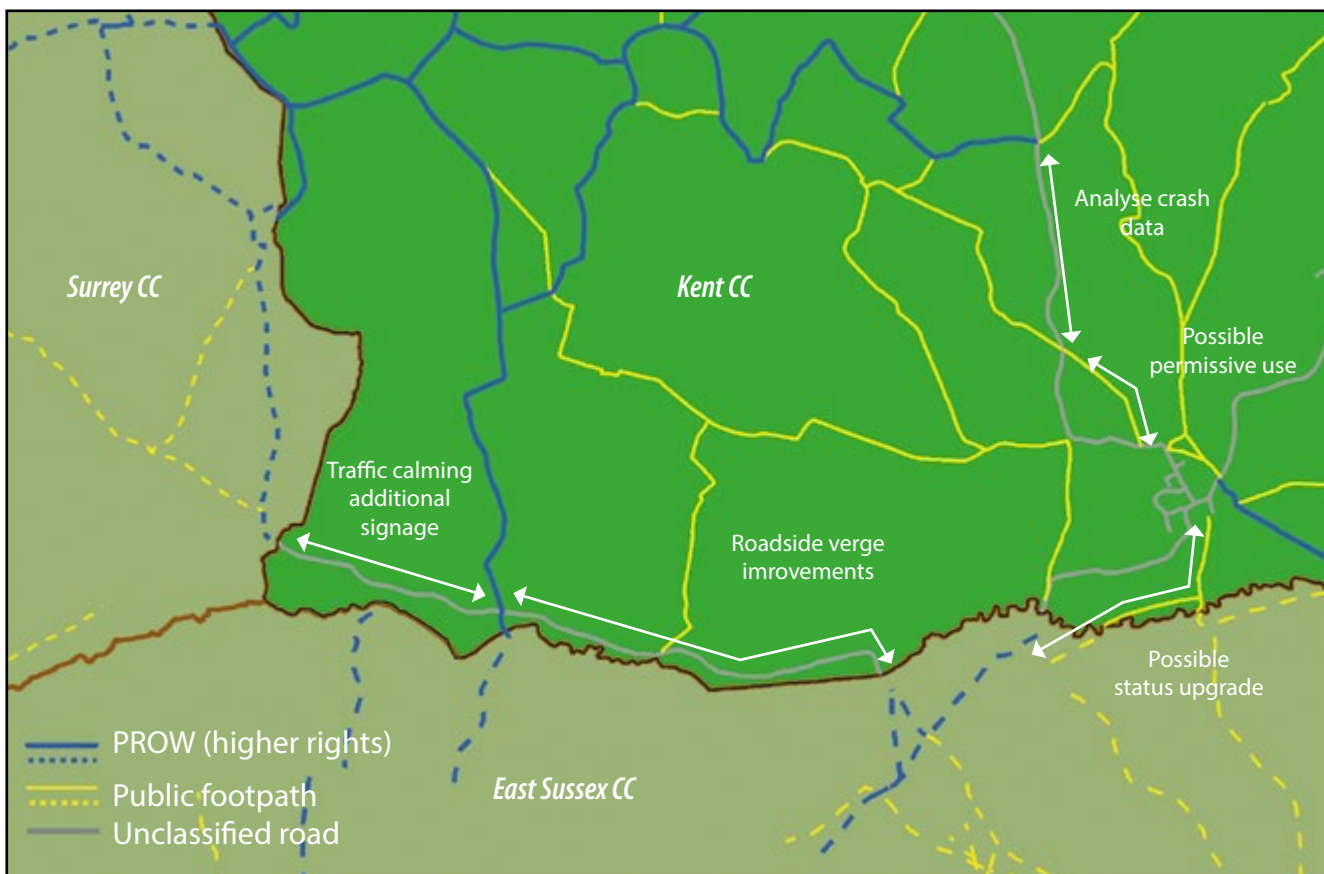 Analyse crash
data
Surrey CC
Kent CC
Possible
permissive use
Traffic calming
additional
signage
Roadside verge
imrovements
Possible
status upgrade
PROW (higher rights)
East Sussex CC
Public footpath
Unclassified road